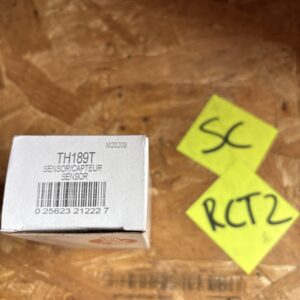 M20209
TH189T
SENSOR/CAPTEUR
SENSOR
0 25623 21222 7
SC
RCT2